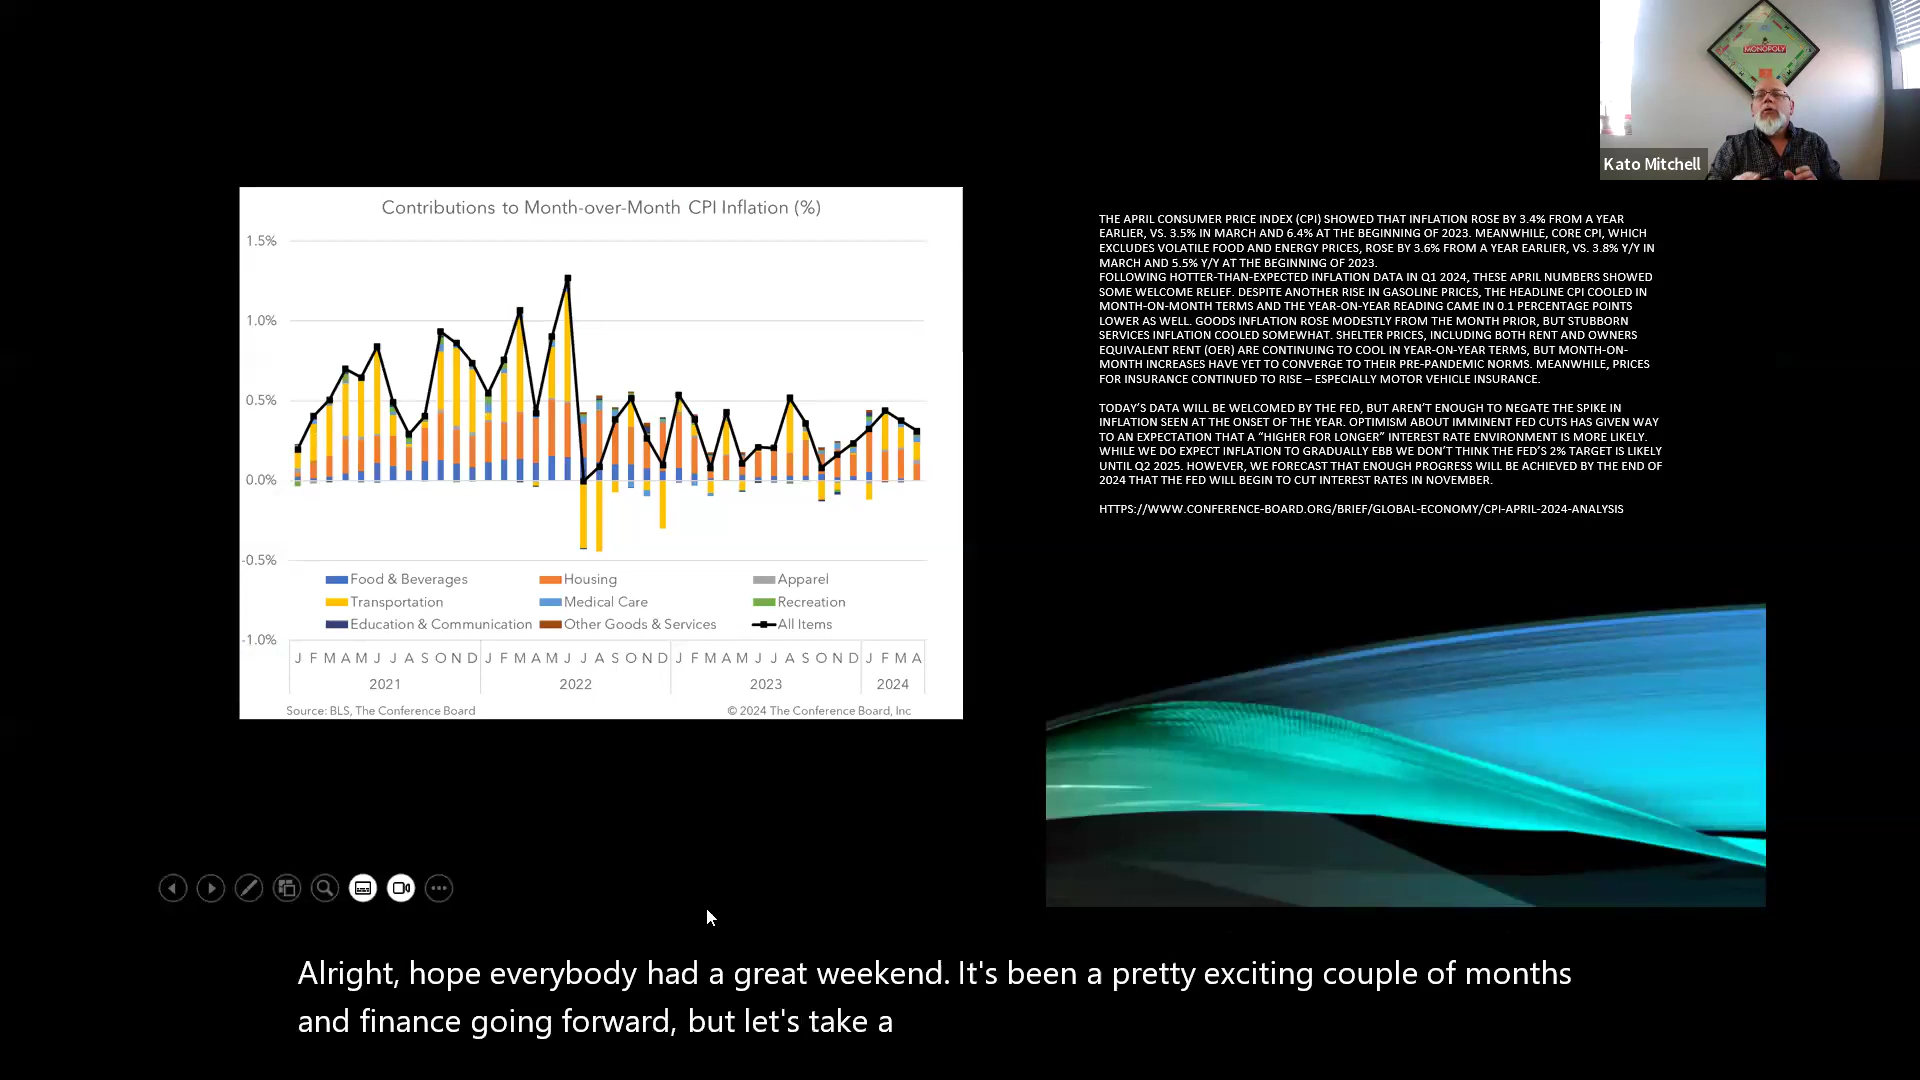 MONOPOLY
Kato Mitchell
Contributions to Month-over-Month CPI Inflation (%)
1.5%
1.0%
0.5%
0.0%
-0.5%
-1.0%
Food & Beverages Housing Apparel
Transportation Medical Care Recreation
Education & Communication Other Goods & Services All Items
J F M A M J J A S O N D J F M A M J J A S O N D J F M A M J J A S O N D J F M A
2021 2022 2023 2024
Source: BLS, The Conference Board © 2024 The Conference Board, Inc
THE APRIL CONSUMER PRICE INDEX (CPI) SHOWED THAT INFLATION ROSE BY 3.4% FROM A YEAR
EARLIER, VS. 3.5% IN MARCH AND 6.4% AT THE BEGINNING OF 2023. MEANWHILE, CORE CPI, WHICH
EXCLUDES VOLATILE FOOD AND ENERGY PRICES, ROSE BY 3.6% FROM A YEAR EARLIER, VS. 3.8% Y/Y IN
MARCH AND 5.5% Y/Y AT THE BEGINNING OF 2023.
FOLLOWING HOTTER-THAN-EXPECTED INFLATION DATA IN Q1 2024, THESE APRIL NUMBERS SHOWED
SOME WELCOME RELIEF. DESPITE ANOTHER RISE IN GASOLINE PRICES, THE HEADLINE CPI COOLED IN
MONTH-ON-MONTH TERMS AND THE YEAR-ON-YEAR READING CAME IN 0.1 PERCENTAGE POINTS
LOWER AS WELL. GOODS INFLATION ROSE MODESTLY FROM THE MONTH PRIOR, BUT STUBBORN
SERVICES INFLATION COOLED SOMEWHAT. SHELTER PRICES, INCLUDING BOTH RENT AND OWNERS
EQUIVALENT RENT (OER) ARE CONTINUING TO COOL IN YEAR-ON-YEAR TERMS, BUT MONTH-ON-
MONTH INCREASES HAVE YET TO CONVERGE TO THEIR PRE-PANDEMIC NORMS. MEANWHILE, PRICES
FOR INSURANCE CONTINUED TO RISE – ESPECIALLY MOTOR VEHICLE INSURANCE.
TODAY'S DATA WILL BE WELCOMED BY THE FED, BUT AREN'T ENOUGH TO NEGATE THE SPIKE IN
INFLATION SEEN AT THE ONSET OF THE YEAR. OPTIMISM ABOUT IMMINENT FED CUTS HAS GIVEN WAY
TO AN EXPECTATION THAT A “HIGHER FOR LONGER” INTEREST RATE ENVIRONMENT IS MORE LIKELY.
WHILE WE DO EXPECT INFLATION TO GRADUALLY EBB WE DON'T THINK THE FED'S 2% TARGET IS LIKELY
UNTIL Q2 2025. HOWEVER, WE FORECAST THAT ENOUGH PROGRESS WILL BE ACHIEVED BY THE END OF
2024 THAT THE FED WILL BEGIN TO CUT INTEREST RATES IN NOVEMBER.
HTTPS://WWW.CONFERENCE-BOARD.ORG/BRIEF/GLOBAL-ECONOMY/CPI-APRIL-2024-ANALYSIS
Alright, hope everybody had a great weekend. It's been a pretty exciting couple of months
and finance going forward, but let's take a